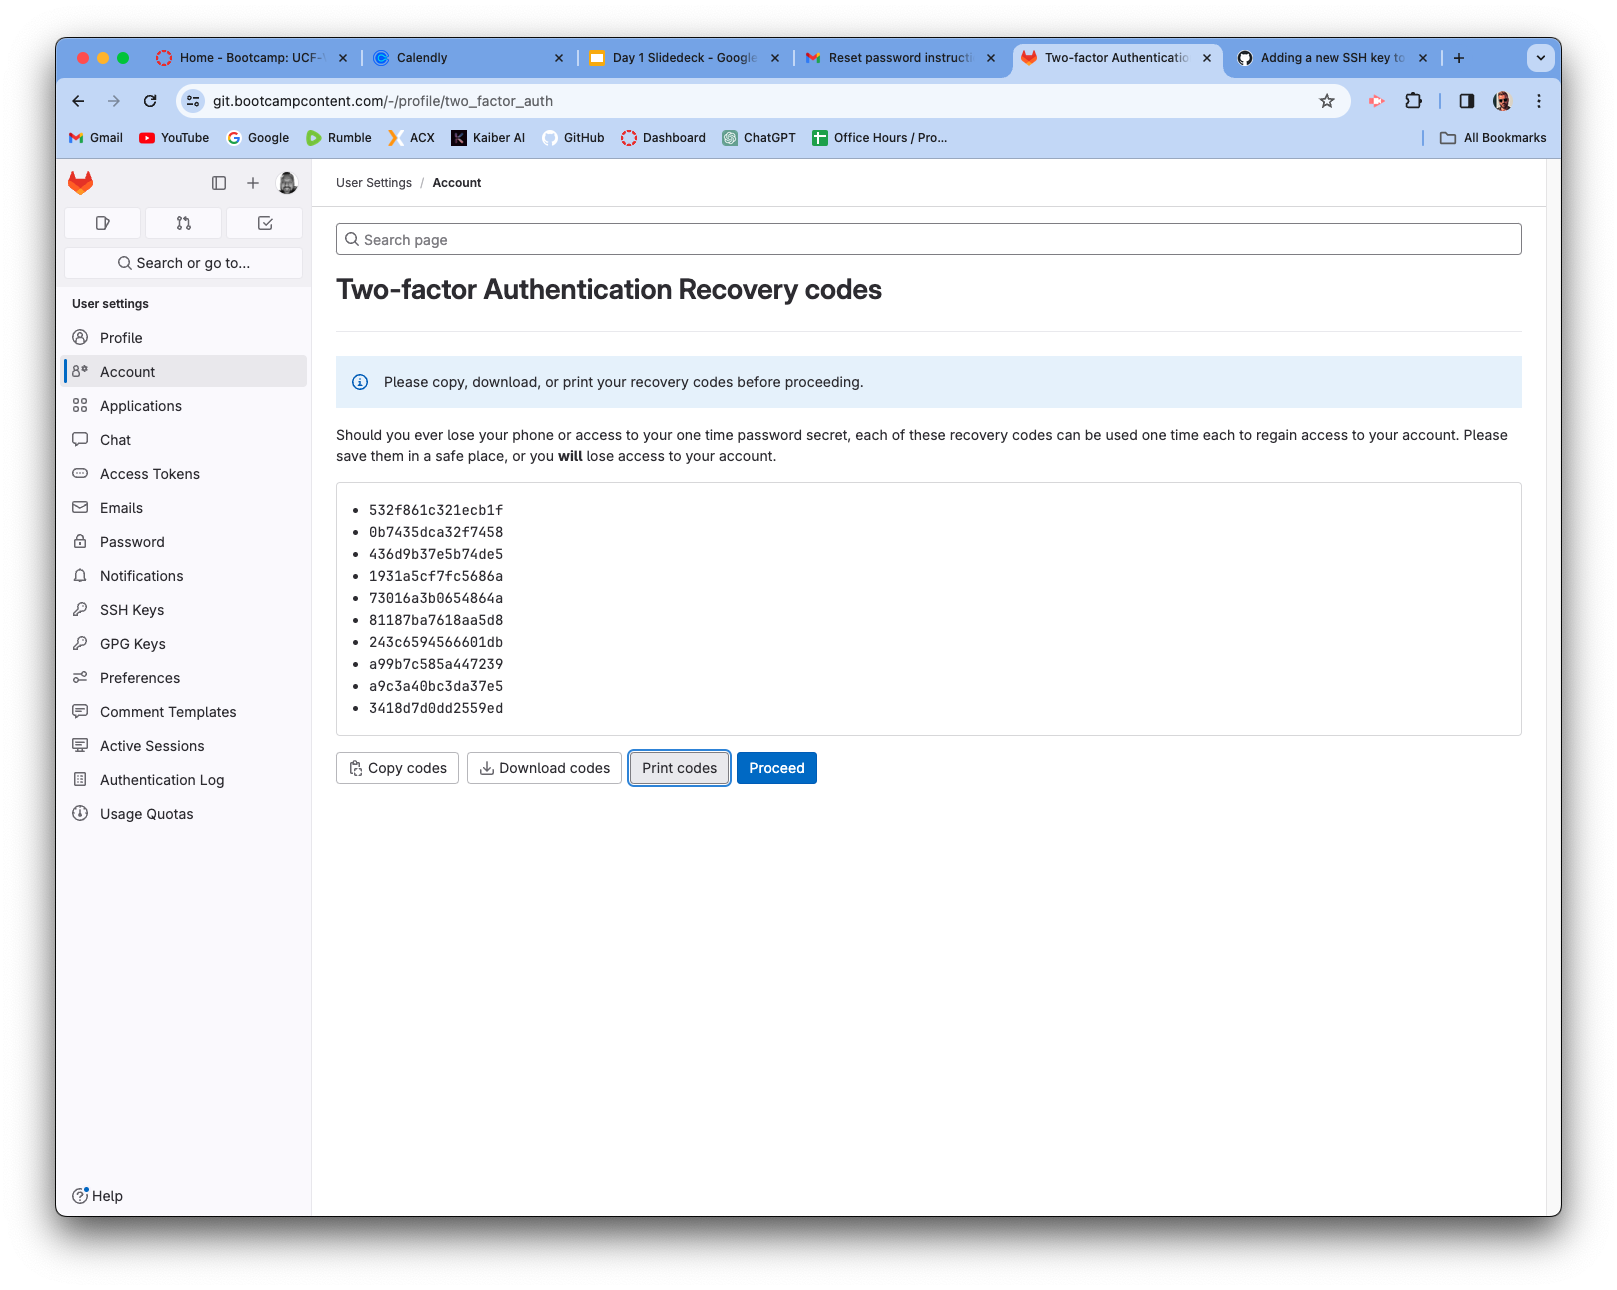 Home - Bootcamp: UCF-
Calendly
Day 1 Slidedeck - Google
Reset password instructi
Two-factor Authenticatio
Adding a new SSH key to
git.bootcampcontent.com/-/profile/two_factor_auth
Gmail
YouTube
Google
Rumble
ACX
Kaiber AI
GitHub
Dashboard
ChatGPT
Office Hours / Pro...
All Bookmarks
Search or go to...
User settings
Profile
Account
Applications
Chat
Access Tokens
Emails
Password
Notifications
SSH Keys
GPG Keys
Preferences
Comment Templates
Active Sessions
Authentication Log
Usage Quotas
Help
User Settings / Account
Search page
Two-factor Authentication Recovery codes
Please copy, download, or print your recovery codes before proceeding.
Should you ever lose your phone or access to your one time password secret, each of these recovery codes can be used one time each to regain access to your account. Please
save them in a safe place, or you will lose access to your account.
532f861c321ecb1f
0b7435dca32f7458
436d9b37e5b74de5
1931a5cf7fc5686a
73016a3b0654864a
81187ba7618aa5d8
243c6594566601db
a99b7c585a447239
a9c3a40bc3da37e5
3418d7d0dd2559ed
Copy codes
Download codes
Print codes
Proceed